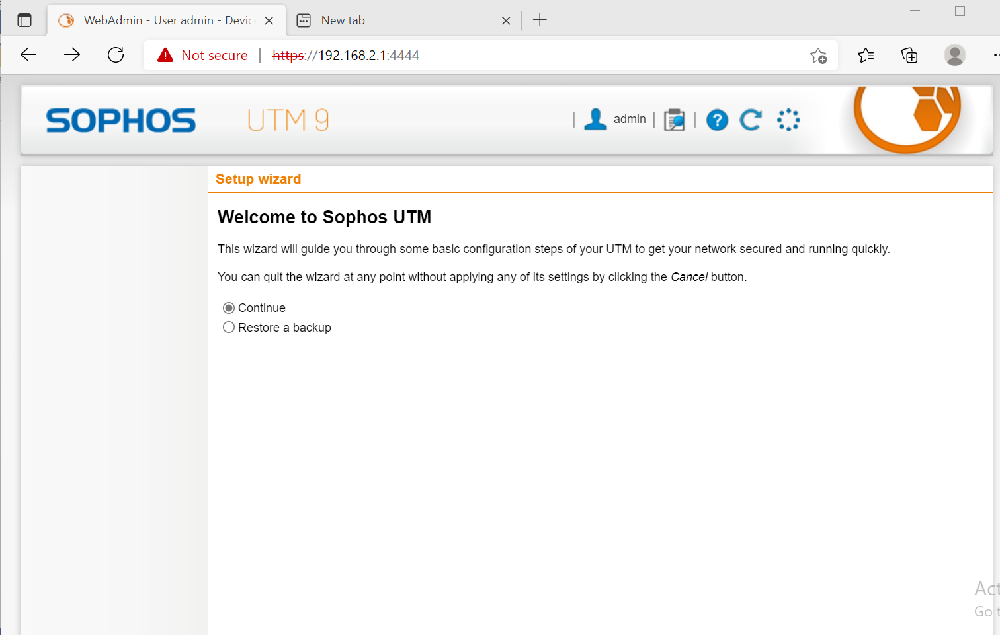 WebAdmin - User admin - Devic
New tab
Not secure | https://192.168.2.1:4444
SOPHOS UTM 9
| admin | | ?
Setup wizard
Welcome to Sophos UTM
This wizard will guide you through some basic configuration steps of your UTM to get your network secured and running quickly.
You can quit the wizard at any point without applying any of its settings by clicking the Cancel button.
Continue
Restore a backup
Act
Go t